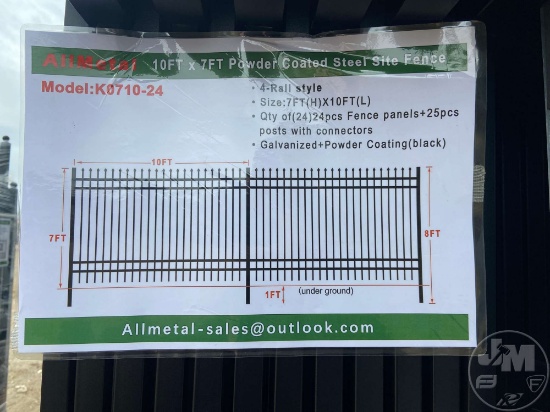 AllMetal 10FT x 7FT Powder Coated Steel Site Fence
Model:K0710-24
• 4-Rail style
• Size:7FT(H)X10FT(L)
• Qty of(24)24pcs Fence panels+25pcs
posts with connectors
• Galvanized+Powder Coating(black)
10FT
7FT
8FT
1FT
(under ground)
Allmetal-sales@outlook.com
JM